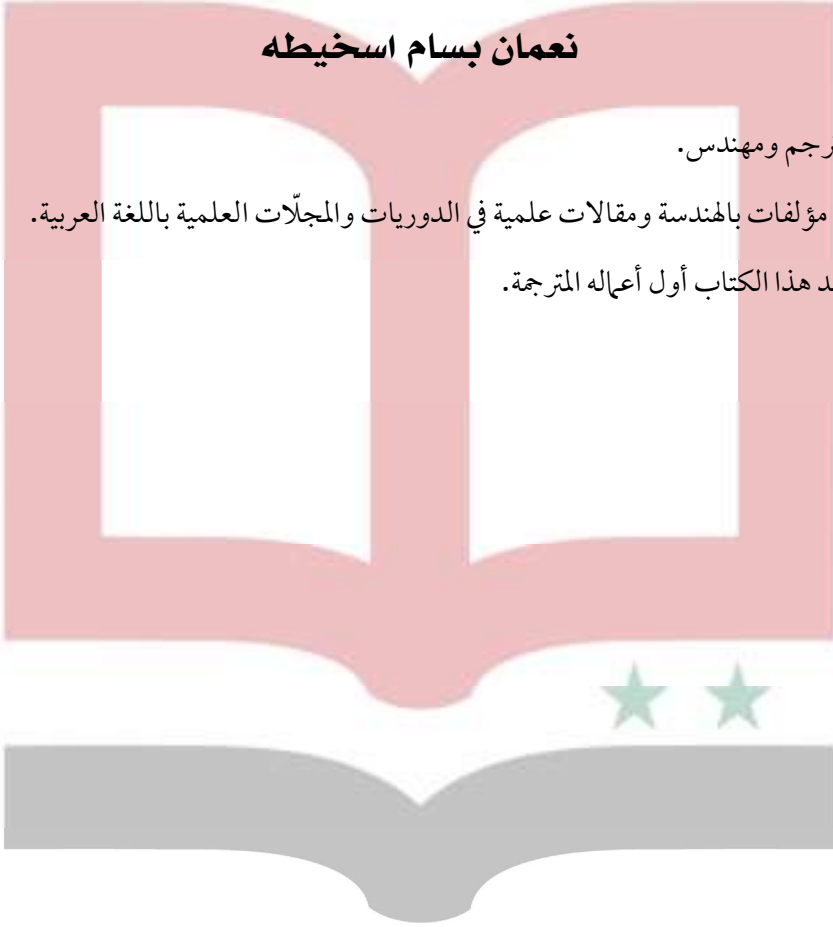 نعمان بسام اسخيطه
رجم ومهندس.
مؤلفات بالهندسة ومقالات علمية في الدوريات والمجلّات العلمية باللغة العربية.
د هذا الكتاب أول أعماله المترجمة.